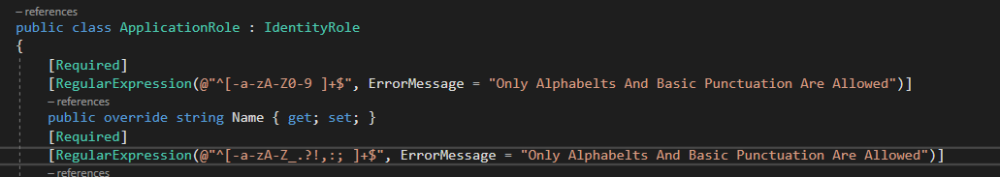 – references
public class ApplicationRole : IdentityRole
{
[Required]
[RegularExpression(@"^[-a-zA-Z0-9 ]+$", ErrorMessage = "Only Alphabelts And Basic Punctuation Are Allowed")]
– references
public override string Name { get; set; }
[Required]
[RegularExpression(@"^[-a-zA-Z_.?!,:; ]+$", ErrorMessage = "Only Alphabelts And Basic Punctuation Are Allowed")]
– references